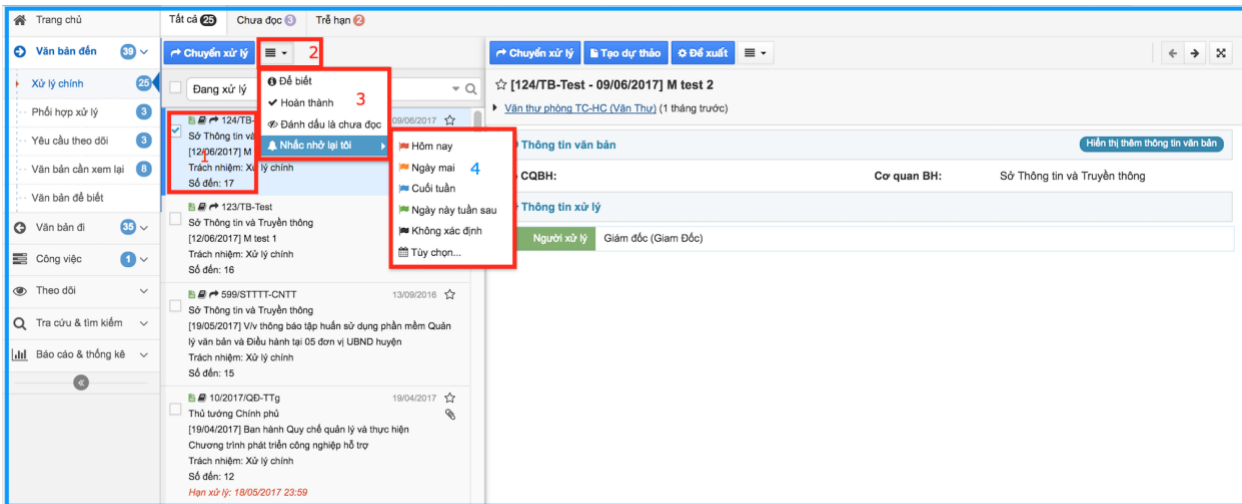 Trang chủ
Văn bản đến 39
Xử lý chính 25
Phối hợp xử lý 3
Yêu cầu theo dõi 3
Văn bản cần xem lại 8
Văn bản để biết
Văn bản đi 35
Công việc 1
Theo dõi
Tra cứu & tìm kiếm
Báo cáo & thống kê
Tất cả 25 Chưa đọc 3 Trễ hạn 2
Chuyển xử lý 2
Đang xử lý
Để biết
Hoàn thành 3
Đánh dấu là chưa đọc
Nhắc nhở lại tôi
Hôm nay
Ngày mai 4
Cuối tuần
Ngày này tuần sau
Không xác định
Tùy chọn...
124/TB- 09/06/2017
Sở Thông tin và
1
[12/06/2017] M
Trách nhiệm: Xử lý chính
Số đến: 17
123/TB-Test
Sở Thông tin và Truyền thông
[12/06/2017] M test 1
Trách nhiệm: Xử lý chính
Số đến: 16
599/STTTT-CNTT 13/09/2016
Sở Thông tin và Truyền thông
[19/05/2017] V/v thông báo tập huấn sử dụng phần mềm Quản
lý văn bản và Điều hành tại 05 đơn vị UBND huyện
Trách nhiệm: Xử lý chính
Số đến: 15
10/2017/QĐ-TTg 19/04/2017
Thủ tướng Chính phủ
[19/04/2017] Ban hành Quy chế quản lý và thực hiện
Chương trình phát triển công nghiệp hỗ trợ
Trách nhiệm: Xử lý chính
Số đến: 12
Hạn xử lý: 18/05/2017 23:59
Chuyển xử lý Tạo dự thảo Đề xuất
[124/TB-Test - 09/06/2017] M test 2
Văn thư phòng TC-HC (Văn Thư) (1 tháng trước)
Thông tin văn bản Hiển thị thêm thông tin văn bản
CQBH: Cơ quan BH: Sở Thông tin và Truyền thông
Thông tin xử lý
Người xử lý Giám đốc (Giam Đốc)